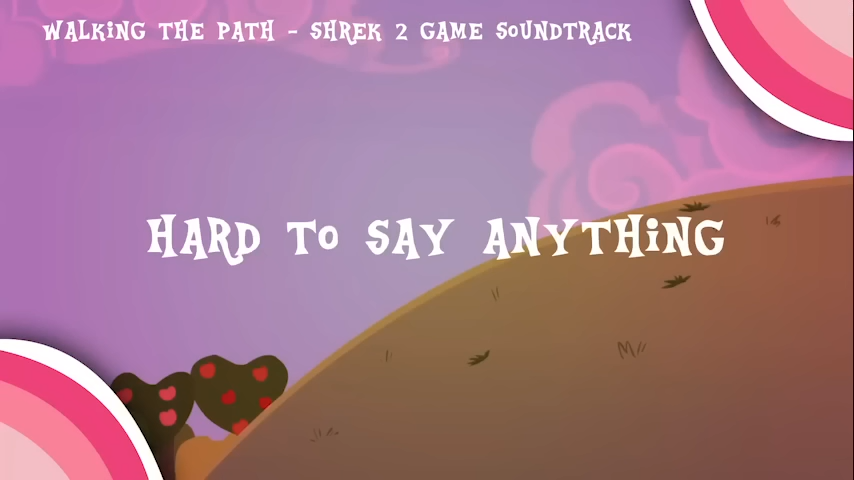 WALKiNG THE PATH - SHREK 2 GAME SOUNDTRACK
HARD TO SAY ANYTHiNG